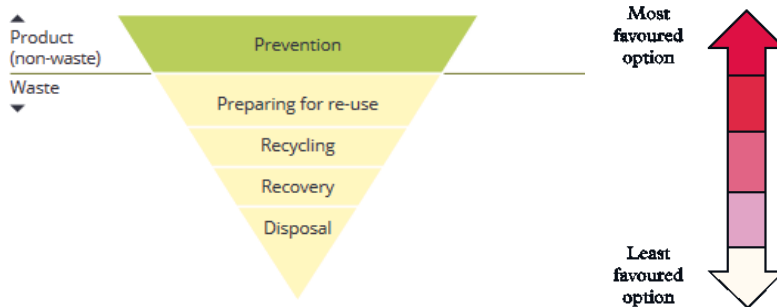 Product
(non-waste)
Waste
Prevention
Preparing for re-use
Recycling
Recovery
Disposal
Most
favoured
option
Least
favoured
option